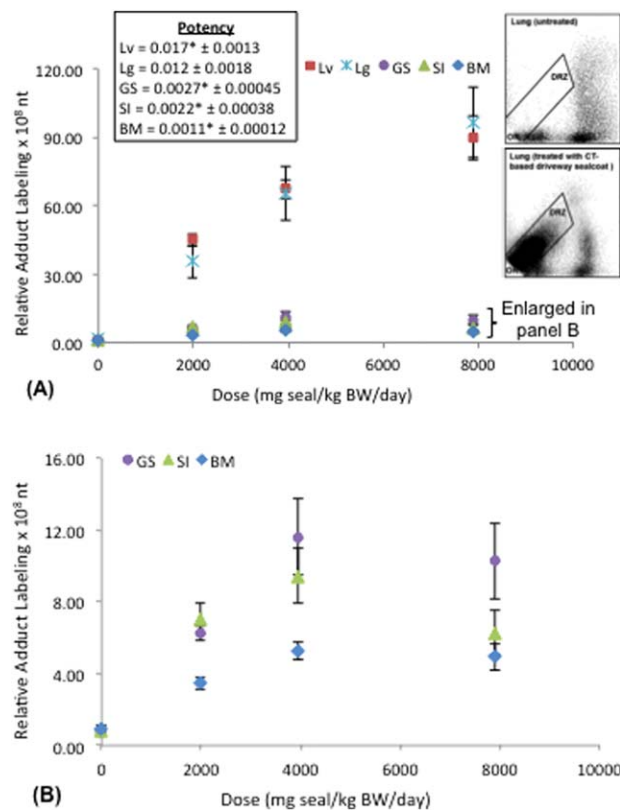 Potency
Lv = 0.017* ± 0.0013
Lg = 0.012 ± 0.0018
GS = 0.0027* ± 0.00045
SI = 0.0022* ± 0.00038
BM = 0.0011* ± 0.00012
Lv Lg GS SI BM
Lung (untreated)
DRZ
Lung (treated with CT-
based driveway sealcoat )
DRZ
Relative Adduct Labeling x 10⁸ nt
120.00
90.00
60.00
30.00
0.00
Enlarged in
panel B
0 2000 4000 6000 8000 10000
(A)
Dose (mg seal/kg BW/day)
GS SI BM
Relative Adduct Labeling x 10⁸ nt
16.00
12.00
8.00
4.00
0.00
0 2000 4000 6000 8000 10000
(B)
Dose (mg seal/kg BW/day)